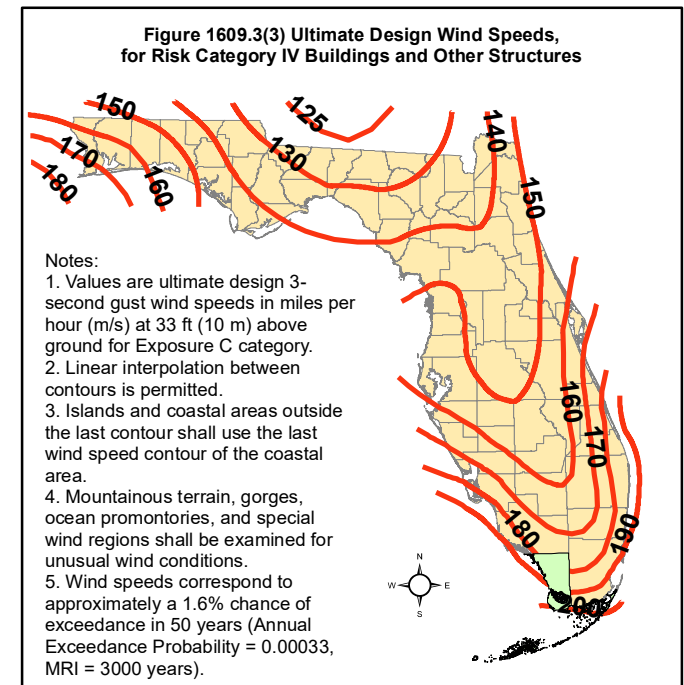 Figure 1609.3(3) Ultimate Design Wind Speeds,
for Risk Category IV Buildings and Other Structures
150
125
140
170
130
180
160
150
Notes:
1. Values are ultimate design 3-
second gust wind speeds in miles per
hour (m/s) at 33 ft (10 m) above
ground for Exposure C category.
2. Linear interpolation between
contours is permitted.
3. Islands and coastal areas outside
the last contour shall use the last
wind speed contour of the coastal
area.
4. Mountainous terrain, gorges,
ocean promontories, and special
wind regions shall be examined for
unusual wind conditions.
5. Wind speeds correspond to
approximately a 1.6% chance of
exceedance in 50 years (Annual
Exceedance Probability = 0.00033,
MRI = 3000 years).
160
170
180
190
N
W E
S
200